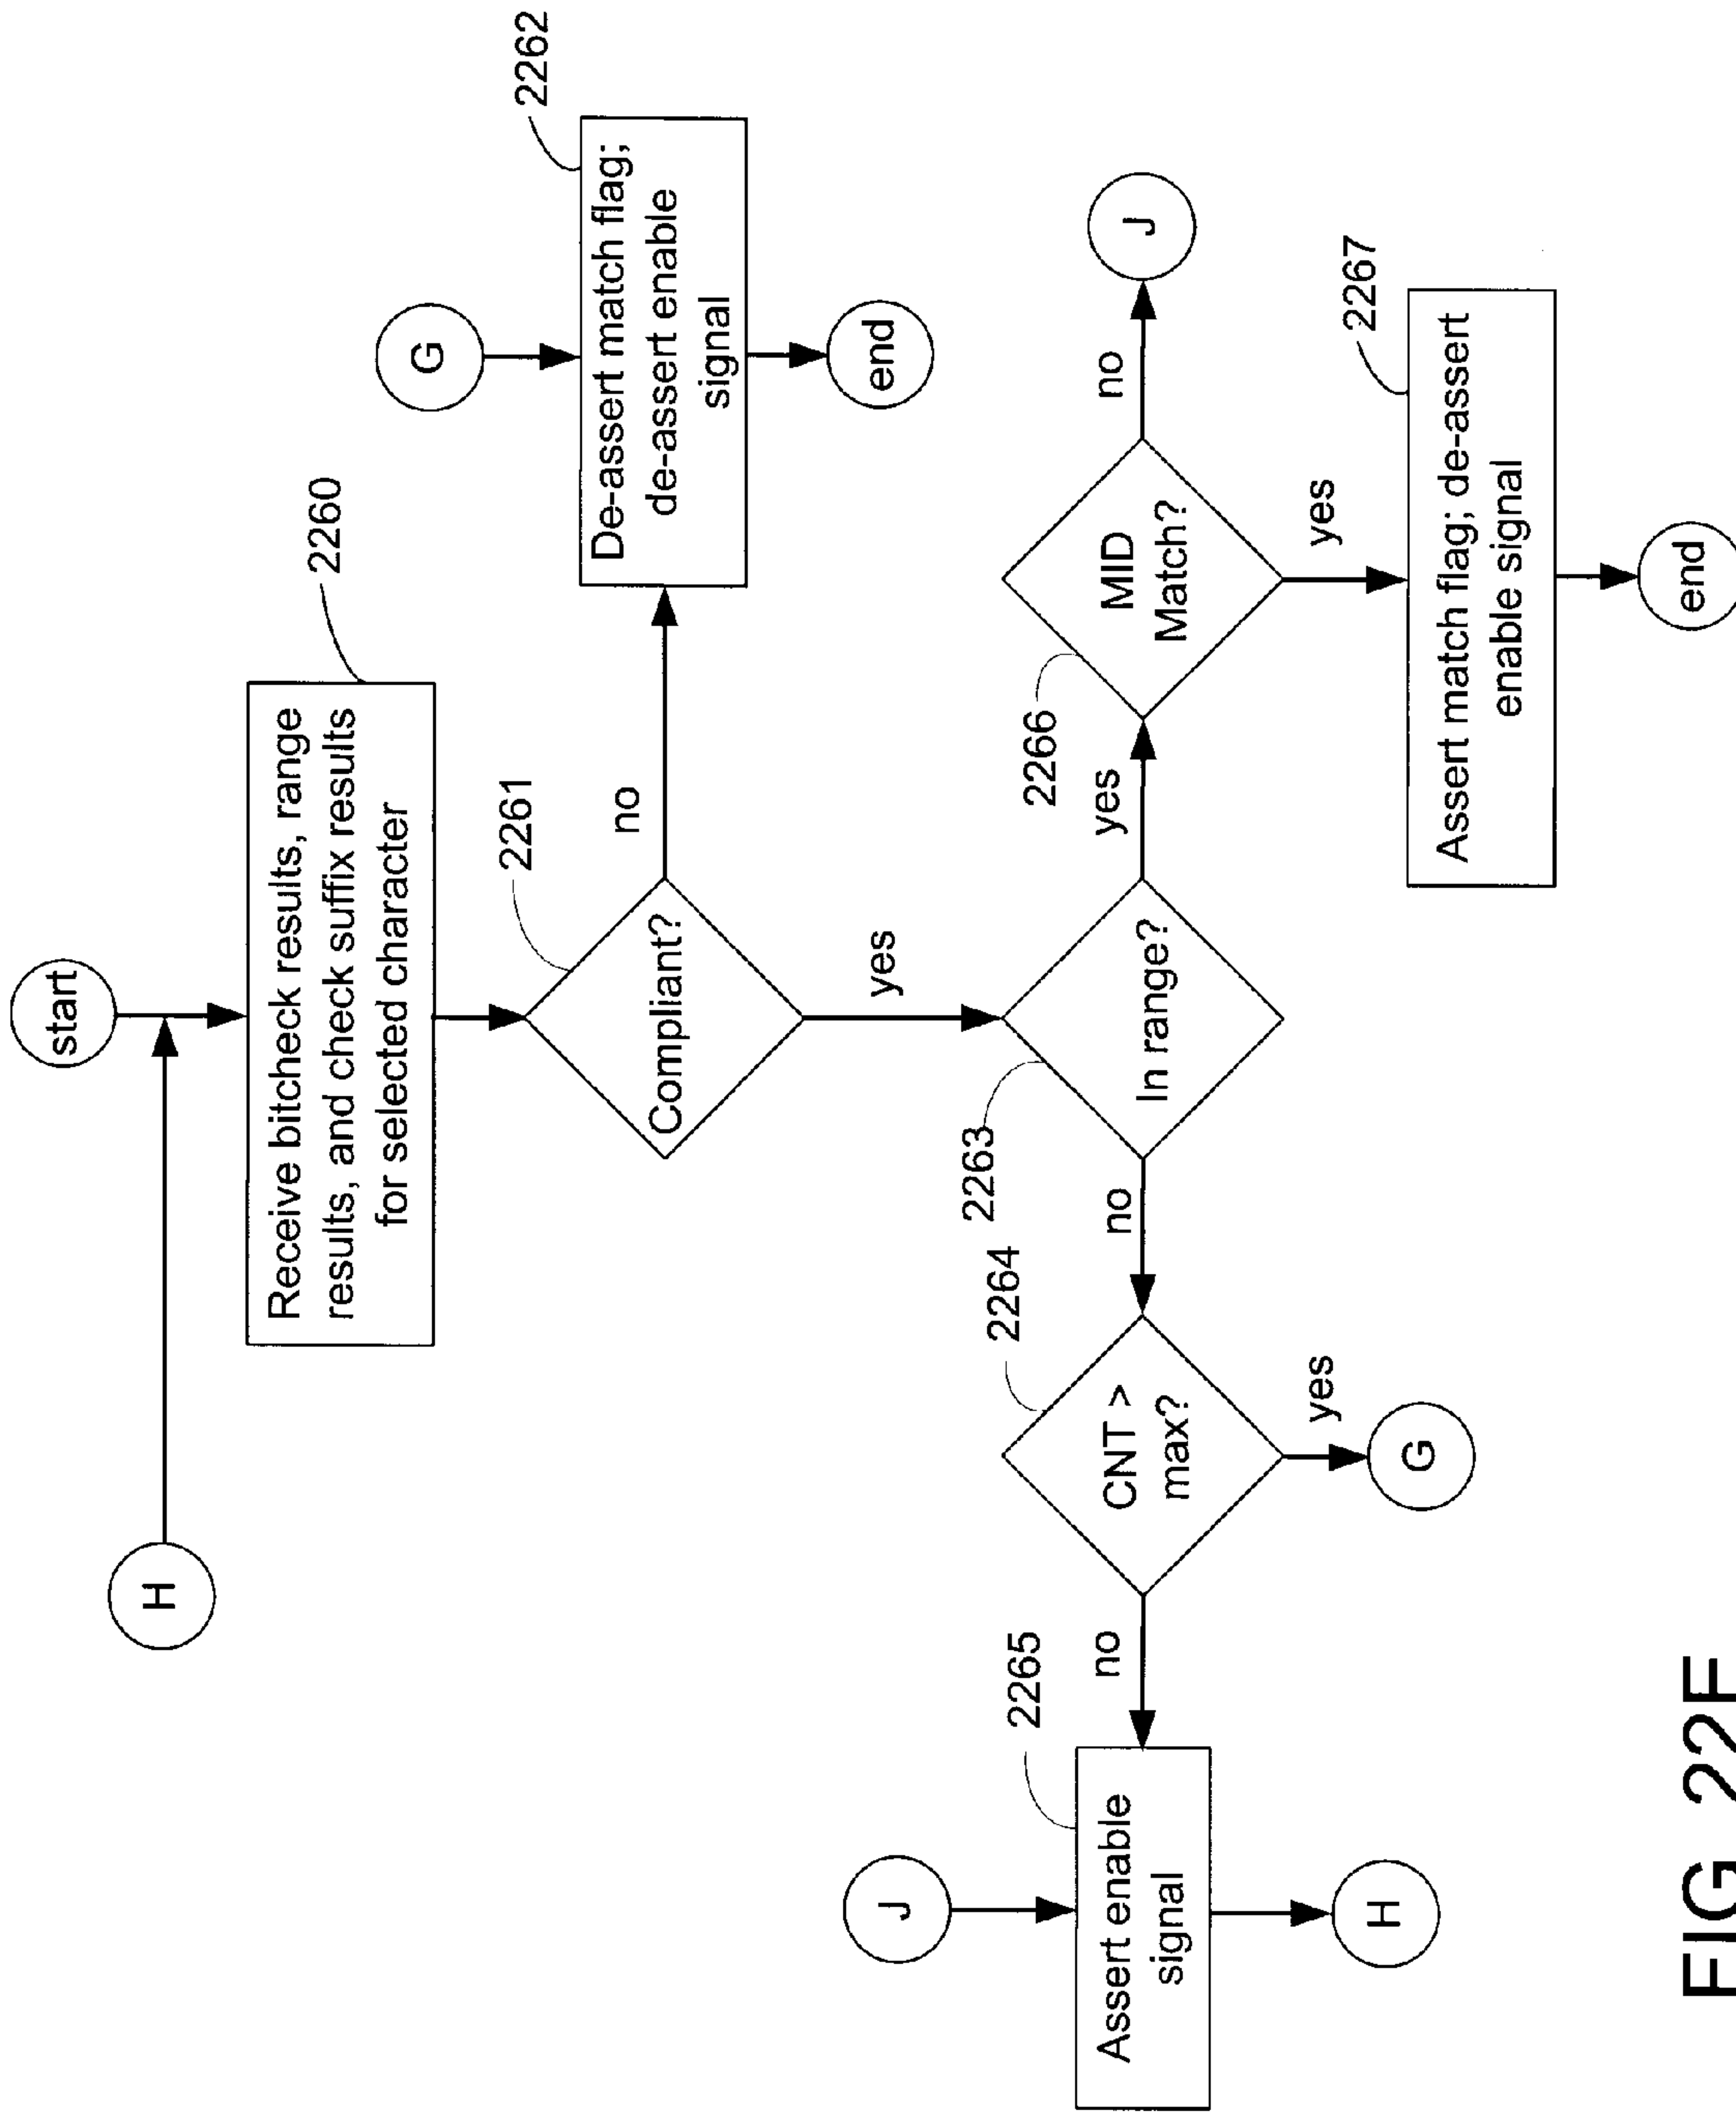 start
H
2260
Receive bitcheck results, range
results, and check suffix results
for selected character
2261
Compliant?
no
yes
G
2262
De-assert match flag;
de-assert enable
signal
end
2263
In range?
no
yes
2264
CNT >
max?
no
yes
G
2265
J
Assert enable
signal
H
2266
MID
Match?
no
J
yes
2267
Assert match flag; de-assert
enable signal
end